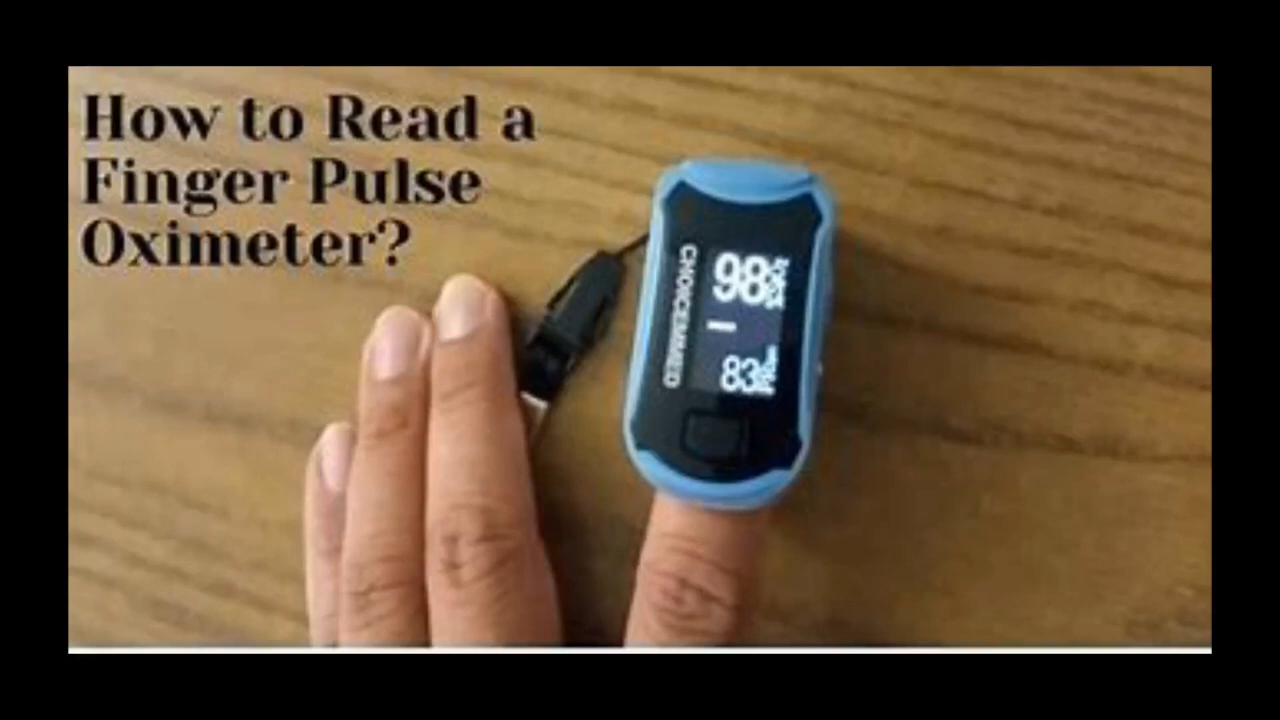 How to Read a
Finger Pulse
Oximeter?
CHOICEMMED
98
83